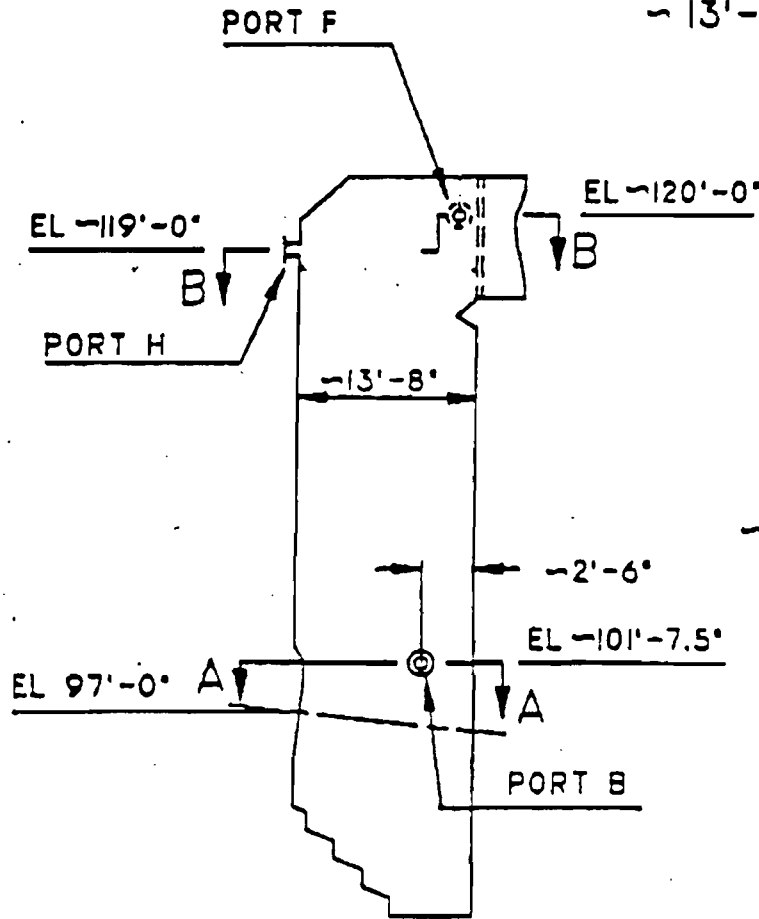 PORT F
~ 13'-
EL ~119'-0"
EL ~120'-0"
B
B
PORT H
~13'-8"
~2'-6"
EL ~101'-7.5"
EL 97'-0"
A
A
PORT B